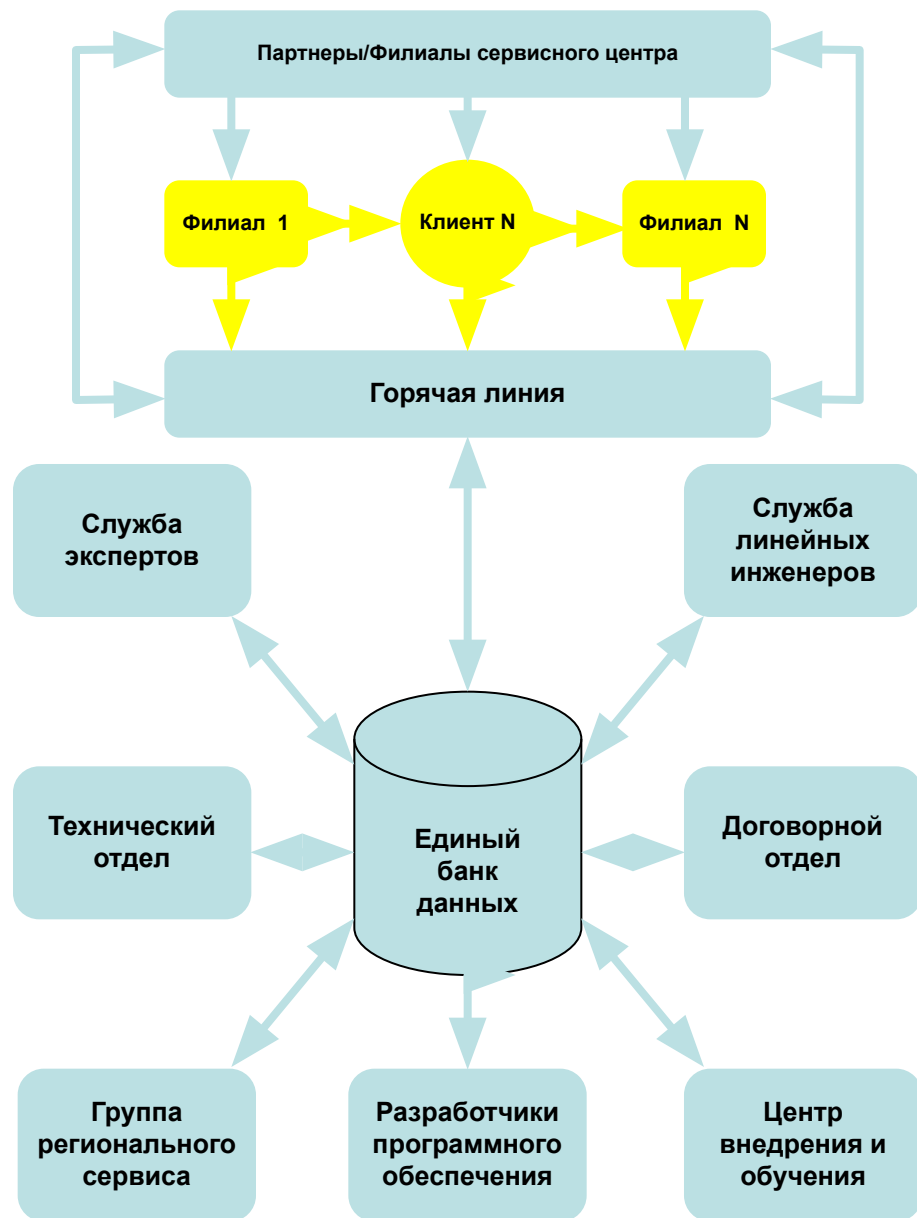 Партнеры/Филиалы сервисного центра
Филиал 1
Клиент N
Филиал N
Горячая линия
Служба
экспертов
Служба
линейных
инженеров
Технический
отдел
Единый
банк
данных
Договорной
отдел
Группа
регионального
сервиса
Разработчики
программного
обеспечения
Центр
внедрения и
обучения